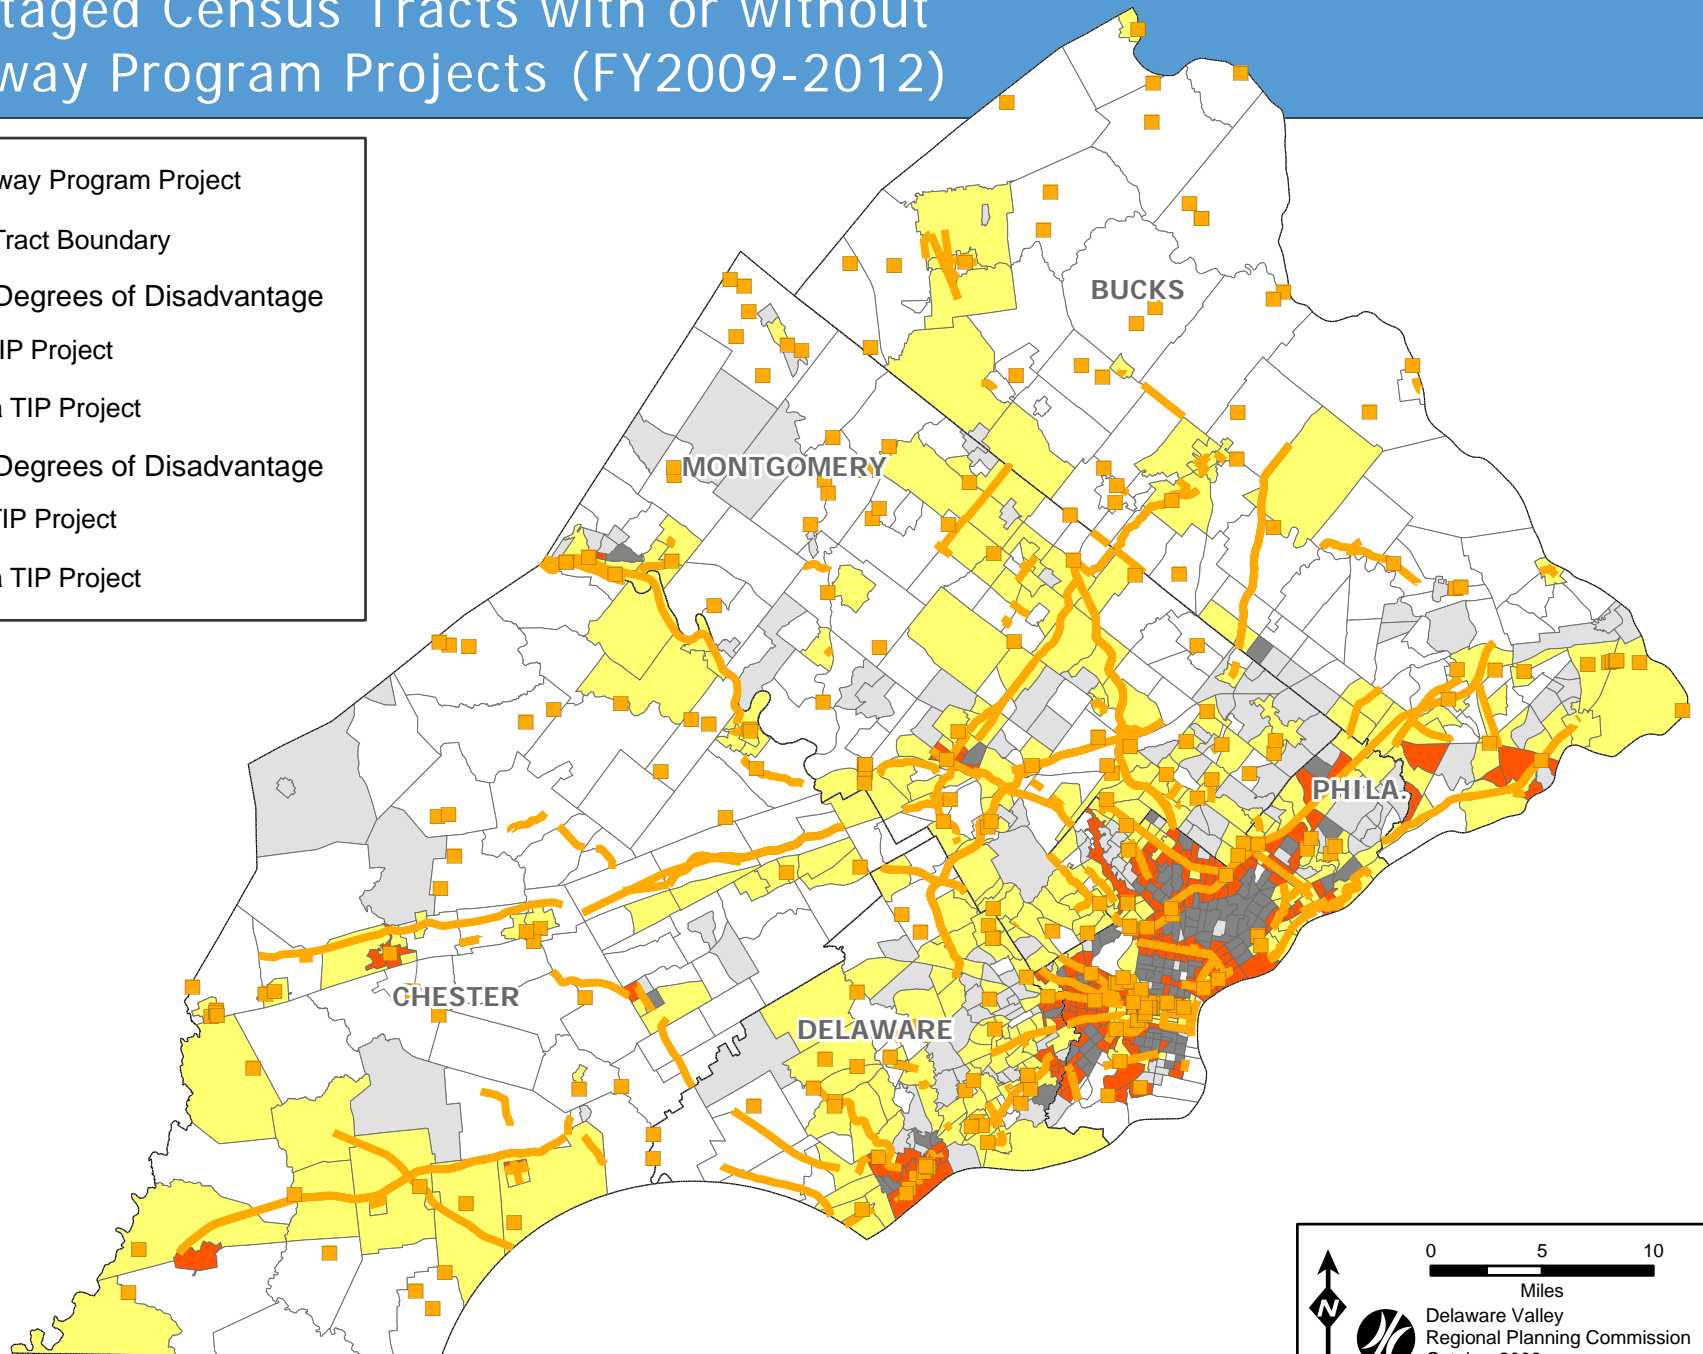 taged Census Tracts with or without
way Program Projects (FY2009-2012)
way Program Project
Tract Boundary
Degrees of Disadvantage
TIP Project
a TIP Project
Degrees of Disadvantage
TIP Project
a TIP Project
BUCKS
MONTGOMERY
PHILA.
CHESTER
DELAWARE
0 5 10
Miles
N
Delaware Valley
Regional Planning Commission